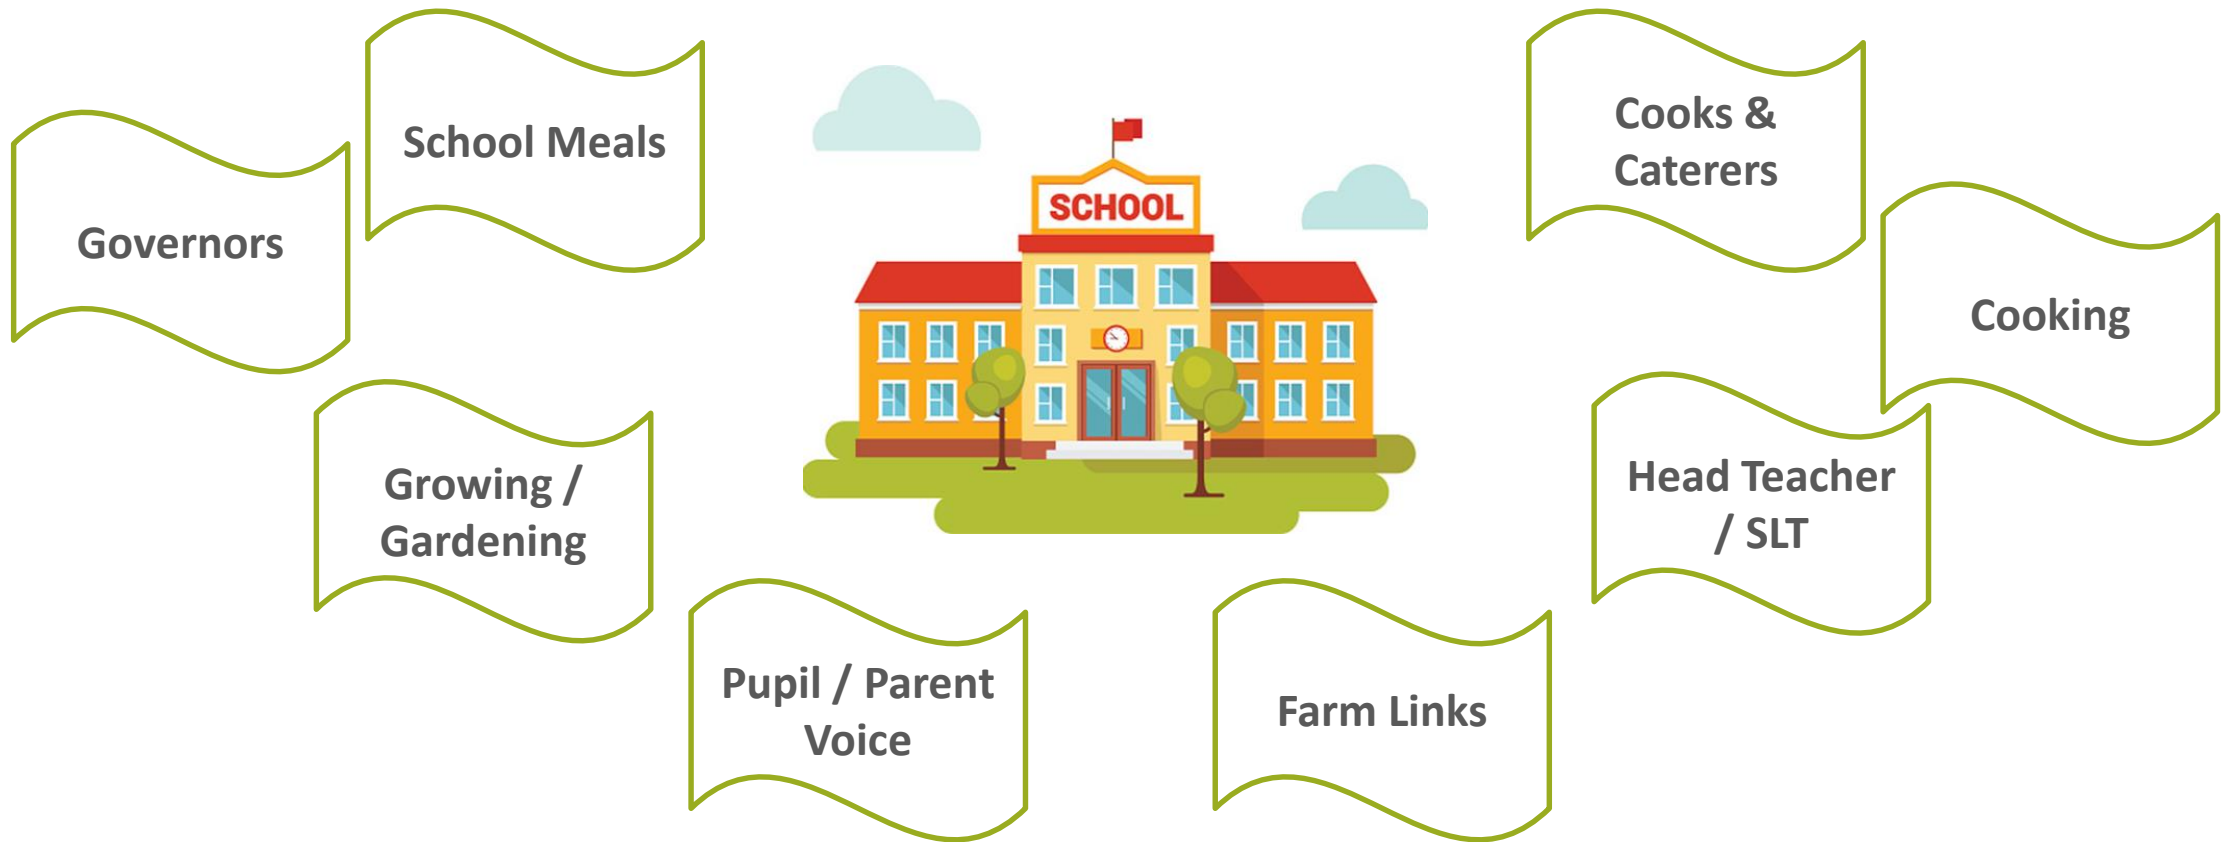 School Meals
Governors
Growing /
Gardening
Pupil / Parent
Voice
SCHOOL
Farm Links
Cooks &
Caterers
Cooking
Head Teacher
/ SLT